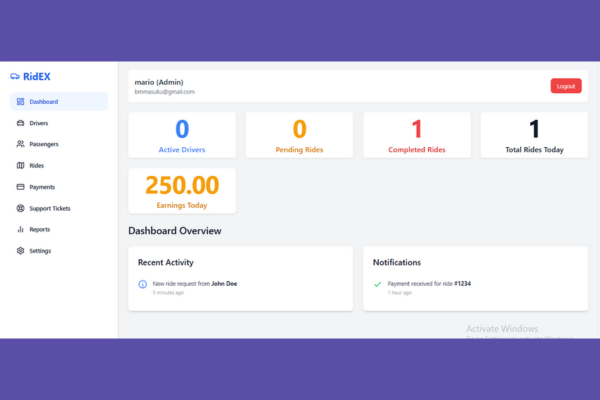 RidEX
Dashboard
Drivers
Passengers
Rides
Payments
Support Tickets
Reports
Settings
mario (Admin)
bmmasuku@gmail.com
Logout
0
Active Drivers
0
Pending Rides
1
Completed Rides
1
Total Rides Today
250.00
Earnings Today
Dashboard Overview
Recent Activity
New ride request from John Doe
5 minutes ago
Notifications
Payment received for ride #1234
1 hour ago
Activate Windows